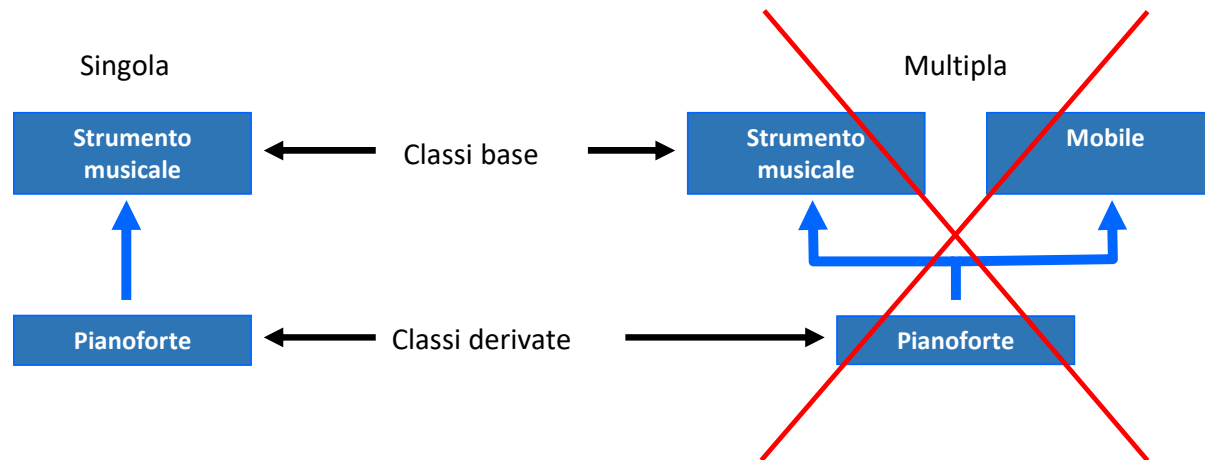 Singola
Multipla
Strumento
musicale
Classi base
Strumento
musicale
Mobile
Pianoforte
Classi derivate
Pianoforte